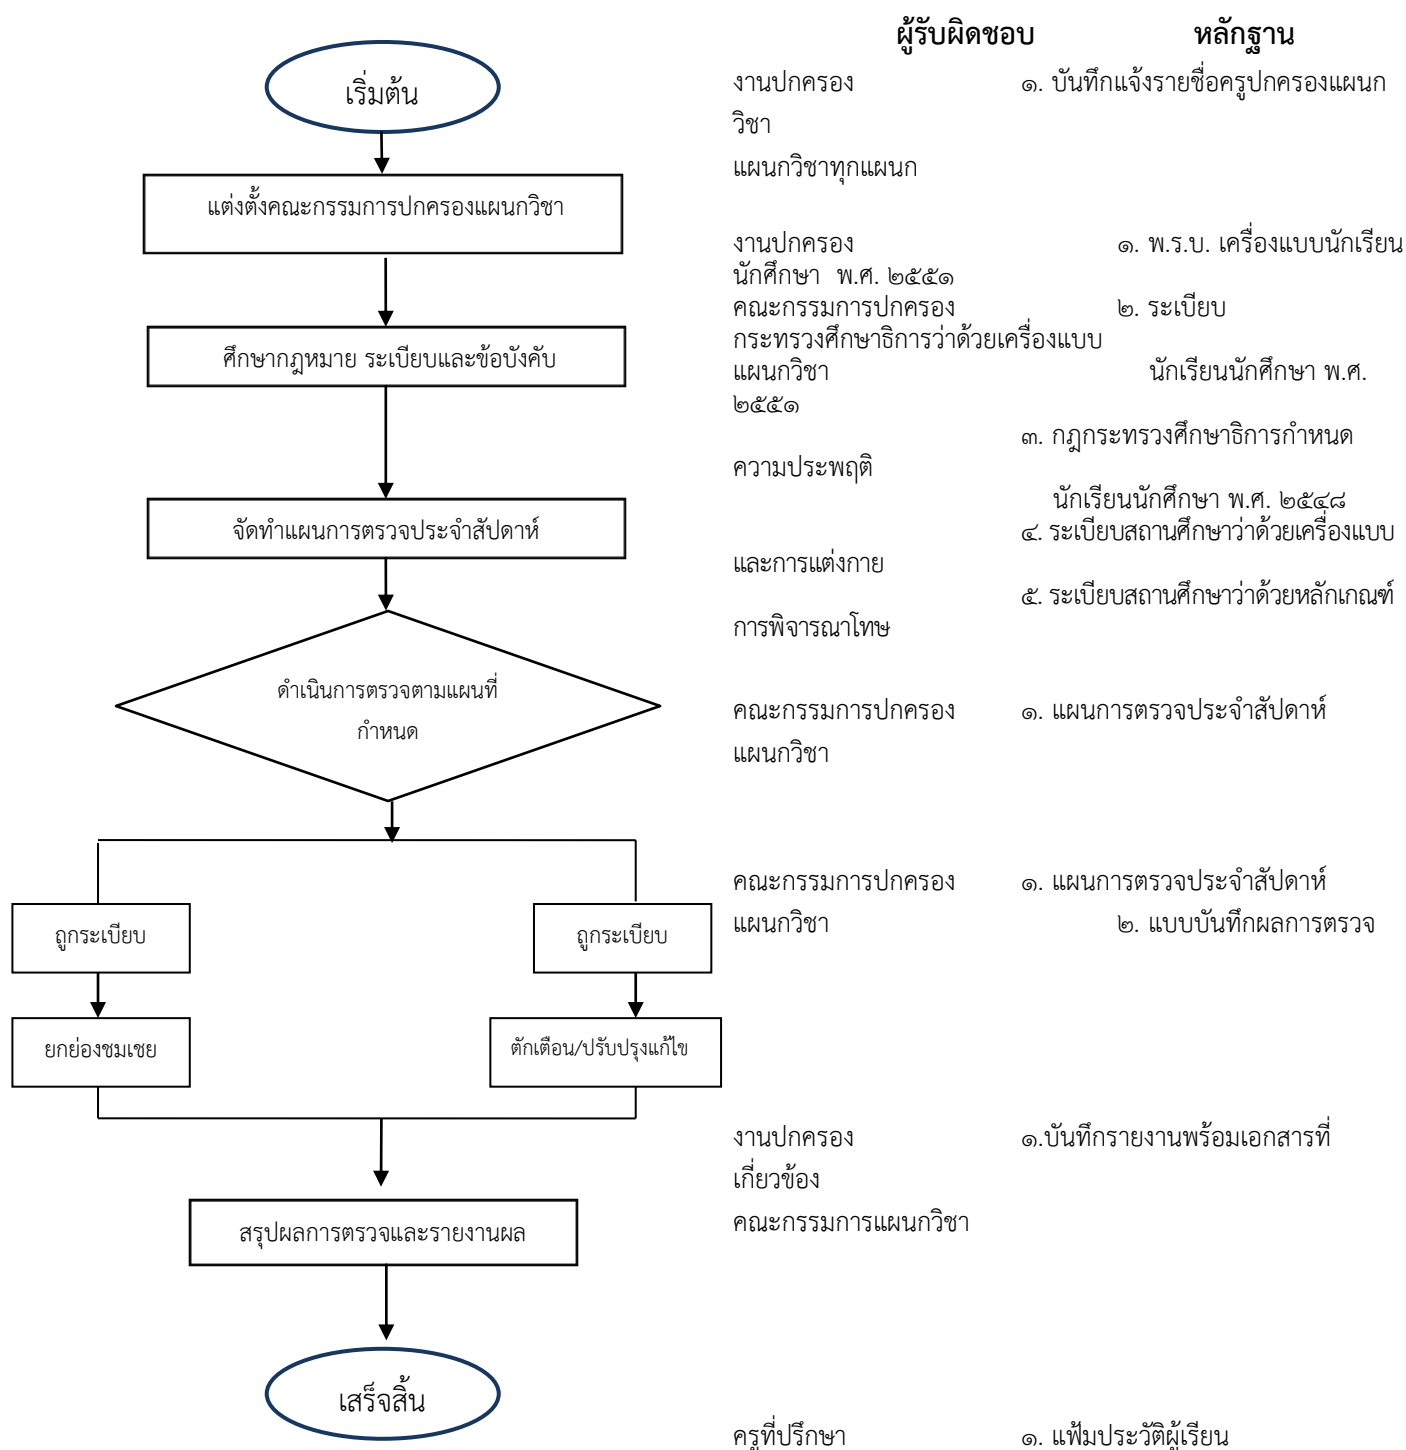 ผู้รับผิดชอบ หลักฐาน
เริ่มต้น
แต่งตั้งคณะกรรมการปกครองแผนกวิชา
ศึกษากฎหมาย ระเบียบและข้อบังคับ
จัดทำแผนการตรวจประจำสัปดาห์
ดำเนินการตรวจตามแผนที่
กำหนด
ถูกระเบียบ
ถูกระเบียบ
ยกย่องชมเชย
ตักเตือน/ปรับปรุงแก้ไข
สรุปผลการตรวจและรายงานผล
เสร็จสิ้น
งานปกครอง ๑. บันทึกแจ้งรายชื่อครูปกครองแผนก
วิชา
แผนกวิชาทุกแผนก
งานปกครอง ๑. พ.ร.บ. เครื่องแบบนักเรียน
นักศึกษา พ.ศ. ๒๕๕๑
คณะกรรมการปกครอง ๒. ระเบียบ
กระทรวงศึกษาธิการว่าด้วยเครื่องแบบ
แผนกวิชา นักเรียนนักศึกษา พ.ศ.
๒๕๕๑
๓. กฎกระทรวงศึกษาธิการกำหนด
ความประพฤติ
นักเรียนนักศึกษา พ.ศ. ๒๕๔๘
๔. ระเบียบสถานศึกษาว่าด้วยเครื่องแบบ
และการแต่งกาย
๕. ระเบียบสถานศึกษาว่าด้วยหลักเกณฑ์
การพิจารณาโทษ
คณะกรรมการปกครอง ๑. แผนการตรวจประจำสัปดาห์
แผนกวิชา
คณะกรรมการปกครอง ๑. แผนการตรวจประจำสัปดาห์
แผนกวิชา ๒. แบบบันทึกผลการตรวจ
งานปกครอง ๑.บันทึกรายงานพร้อมเอกสารที่
เกี่ยวข้อง
คณะกรรมการแผนกวิชา
ครูที่ปรึกษา ๑. แฟ้มประวัติผู้เรียน